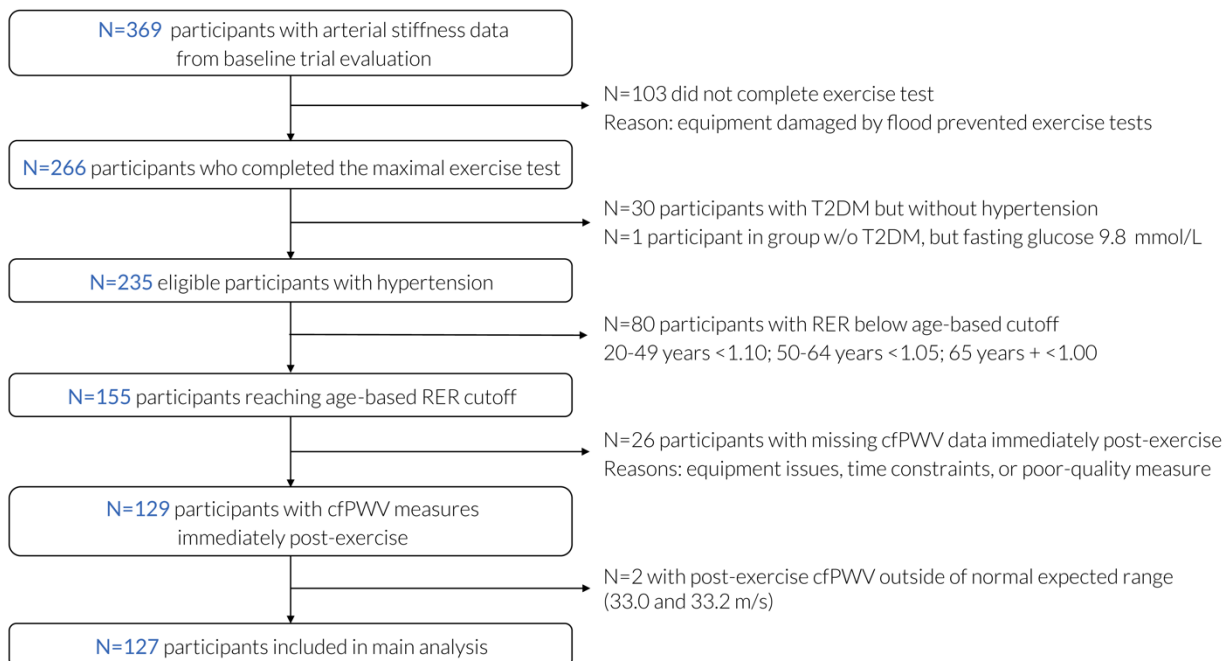 N=369 participants with arterial stiffness data
from baseline trial evaluation
N=103 did not complete exercise test
Reason: equipment damaged by flood prevented exercise tests
N=266 participants who completed the maximal exercise test
N=30 participants with T2DM but without hypertension
N=1 participant in group w/o T2DM, but fasting glucose 9.8 mmol/L
N=235 eligible participants with hypertension
N=80 participants with RER below age-based cutoff
20-49 years <1.10; 50-64 years <1.05; 65 years + <1.00
N=155 participants reaching age-based RER cutoff
N=26 participants with missing cfPWV data immediately post-exercise
Reasons: equipment issues, time constraints, or poor-quality measure
N=129 participants with cfPWV measures
immediately post-exercise
N=2 with post-exercise cfPWV outside of normal expected range
(33.0 and 33.2 m/s)
N=127 participants included in main analysis